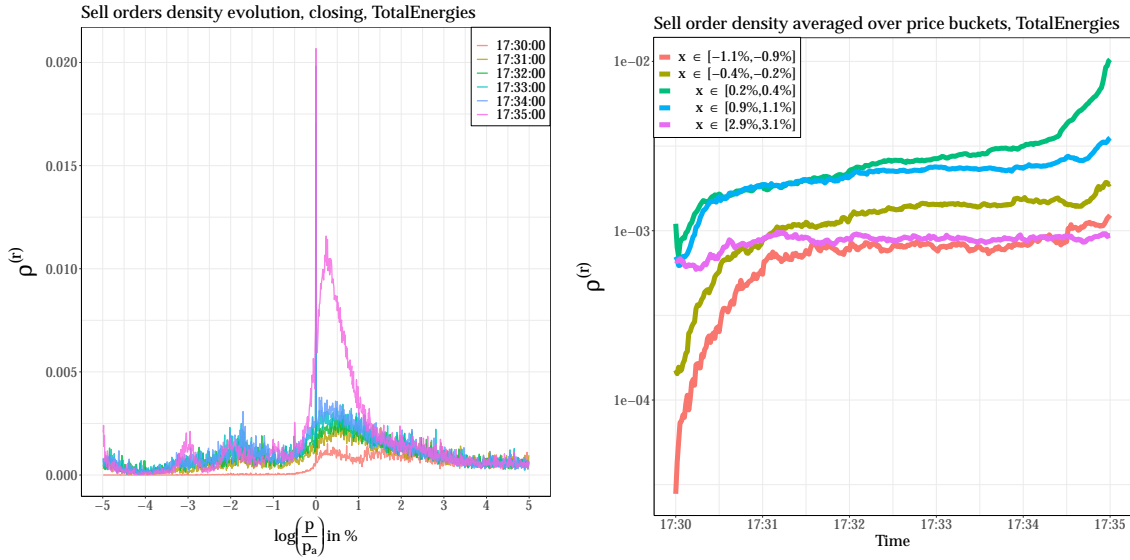 Sell orders density evolution, closing, TotalEnergies
17:30:00
17:31:00
17:32:00
17:33:00
17:34:00
17:35:00
0.020
0.015
0.010
0.005
0.000
ρ(r)
−5 −4 −3 −2 −1 0 1 2 3 4 5
log(p/pa) in %
Sell order density averaged over price buckets, TotalEnergies
x ∈ [−1.1%,−0.9%]
x ∈ [−0.4%,−0.2%]
x ∈ [0.2%,0.4%]
x ∈ [0.9%,1.1%]
x ∈ [2.9%,3.1%]
1e−02
1e−03
1e−04
ρ(r)
17:30 17:31 17:32 17:33 17:34 17:35
Time